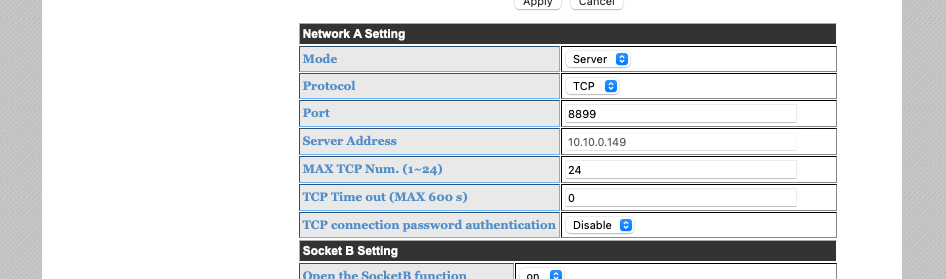 Apply Cancel
Network A Setting
Mode Server
Protocol TCP
Port 8899
Server Address 10.10.0.149
MAX TCP Num. (1~24) 24
TCP Time out (MAX 600 s) 0
TCP connection password authentication Disable
Socket B Setting
Open the SocketB function on